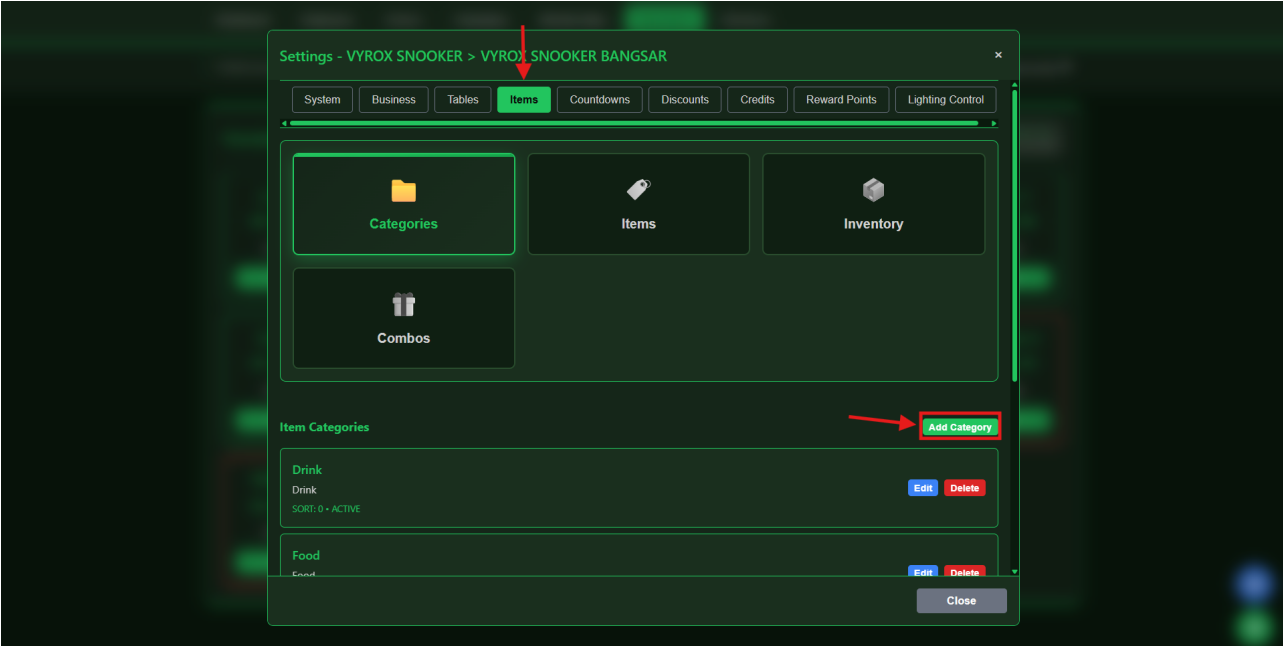 Settings - VYROX SNOOKER > VYROX SNOOKER BANGSAR ×
System Business Tables Items Countdowns Discounts Credits Reward Points Lighting Control
Categories Items Inventory
Combos
Item Categories Add Category
Drink
Drink Edit Delete
SORT: 0 • ACTIVE
Food
Food Edit Delete
Close